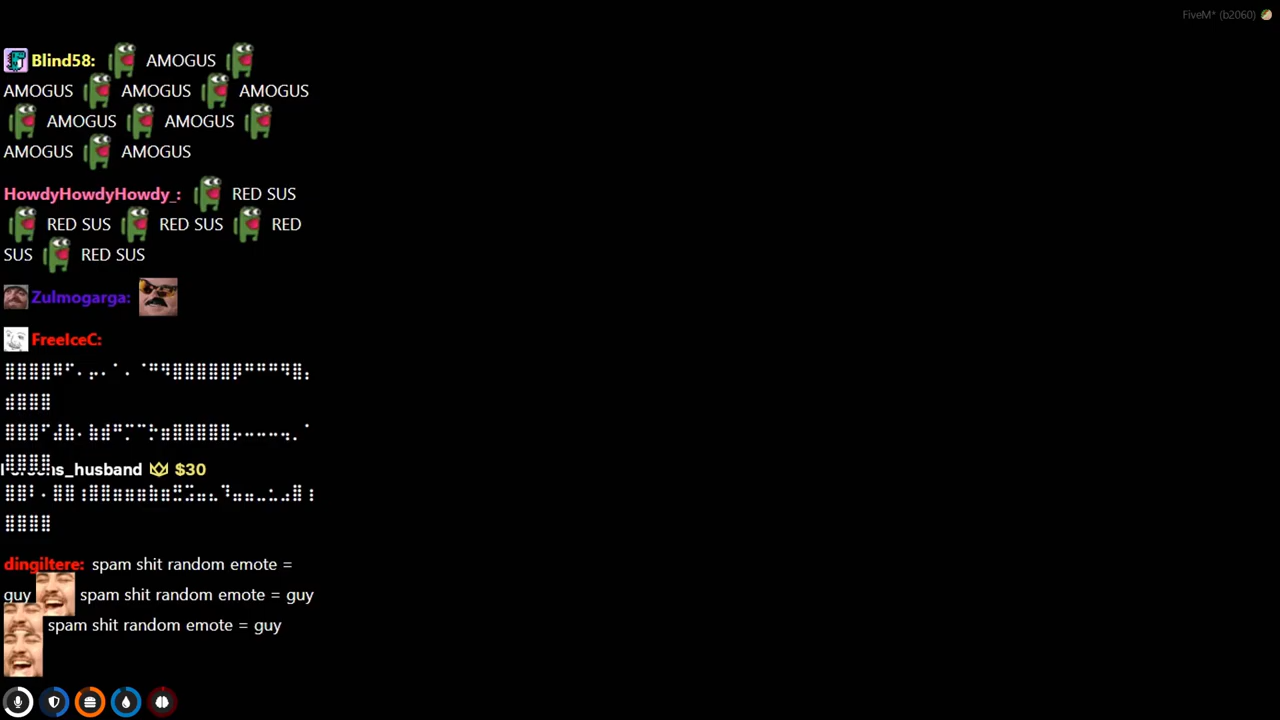 FiveM* (b2060)
Blind58: AMOGUS
AMOGUS AMOGUS AMOGUS
AMOGUS AMOGUS
AMOGUS AMOGUS
HowdyHowdyHowdy_: RED SUS
RED SUS RED SUS RED
SUS RED SUS
Zulmogarga:
FreeIceC:
husband $30
dingiltere: spam shit random emote =
guy spam shit random emote = guy
spam shit random emote = guy